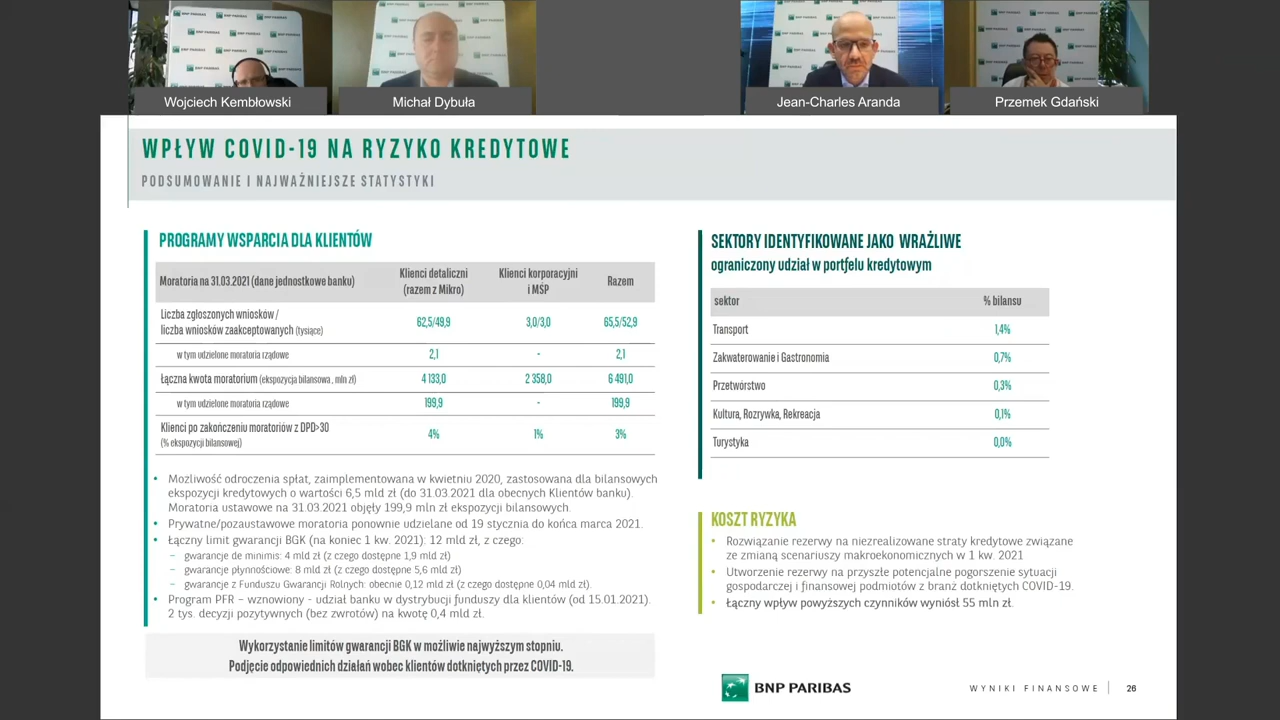 Wojciech Kembłowski
Michał Dybuła
Jean-Charles Aranda
Przemek Gdański
WPŁYW COVID-19 NA RYZYKO KREDYTOWE
PODSUMOWANIE I NAJWAŻNIEJSZE STATYSTYKI
PROGRAMY WSPARCIA DLA KLIENTÓW
Moratoria na 31.03.2021 (dane jednostkowe banku)
Klienci detaliczni
(razem z Mikro)
Klienci korporacyjni
i MŚP
Razem
Liczba zgłoszonych wniosków /
liczba wniosków zaakceptowanych (tysiące)
62,5/49,9
3,0/3,0
65,5/52,9
w tym udzielone moratoria rządowe
2,1
-
2,1
Łączna kwota moratorium (ekspozycja bilansowa , mln zł)
4 133,0
2 358,0
6 491,0
w tym udzielone moratoria rządowe
199,9
-
199,9
Klienci po zakończeniu moratoriów z DPD>30
(% ekspozycji bilansowej)
4%
1%
3%
• Możliwość odroczenia spłat, zaimplementowana w kwietniu 2020, zastosowana dla bilansowych
ekspozycji kredytowych o wartości 6,5 mld zł (do 31.03.2021 dla obecnych Klientów banku).
Moratoria ustawowe na 31.03.2021 objęły 199,9 mln zł ekspozycji bilansowych.
• Prywatne/pozaustawowe moratoria ponownie udzielane od 19 stycznia do końca marca 2021.
• Łączny limit gwarancji BGK (na koniec 1 kw. 2021): 12 mld zł, z czego:
– gwarancje de minimis: 4 mld zł (z czego dostępne 1,9 mld zł)
– gwarancje płynnościowe: 8 mld zł (z czego dostępne 5,6 mld zł)
– gwarancje z Funduszu Gwarancji Rolnych: obecnie 0,12 mld zł (z czego dostępne 0,04 mld zł).
• Program PFR – wznowiony - udział banku w dystrybucji funduszy dla klientów (od 15.01.2021).
2 tys. decyzji pozytywnych (bez zwrotów) na kwotę 0,4 mld zł.
Wykorzystanie limitów gwarancji BGK w możliwie najwyższym stopniu.
Podjęcie odpowiednich działań wobec klientów dotkniętych przez COVID-19.
SEKTORY IDENTYFIKOWANE JAKO WRAŻLIWE
ograniczony udział w portfelu kredytowym
sektor
% bilansu
Transport
1,4%
Zakwaterowanie i Gastronomia
0,7%
Przetwórstwo
0,3%
Kultura, Rozrywka, Rekreacja
0,1%
Turystyka
0,0%
KOSZT RYZYKA
• Rozwiązanie rezerwy na niezrealizowane straty kredytowe związane
ze zmianą scenariuszy makroekonomicznych w 1 kw. 2021
• Utworzenie rezerwy na przyszłe potencjalne pogorszenie sytuacji
gospodarczej i finansowej podmiotów z branż dotkniętych COVID-19.
• Łączny wpływ powyższych czynników wyniósł 55 mln zł.
BNP PARIBAS
WYNIKI FINANSOWE | 26